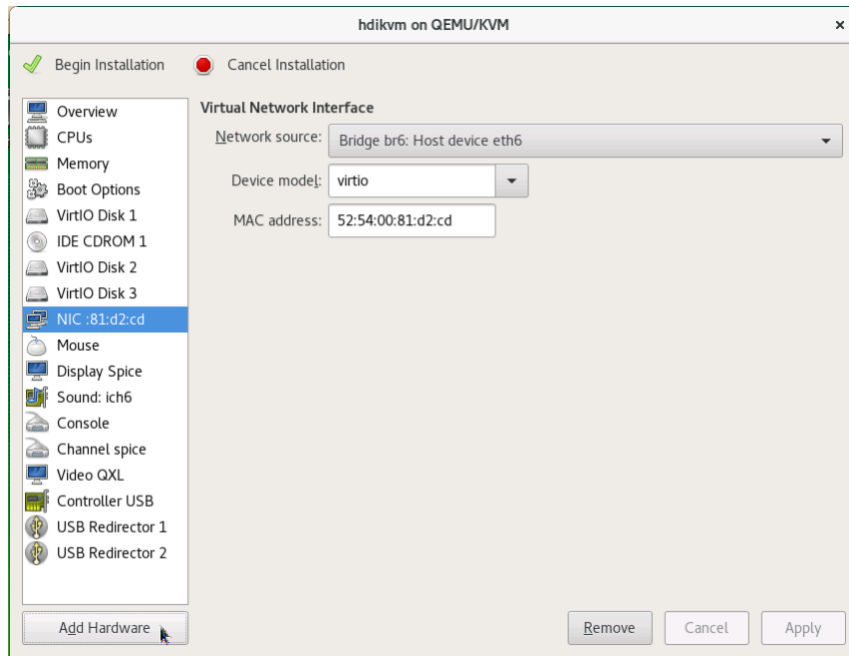 hdikvm on QEMU/KVM
Begin Installation
Cancel Installation
Overview
CPUs
Memory
Boot Options
VirtIO Disk 1
IDE CDROM 1
VirtIO Disk 2
VirtIO Disk 3
NIC :81:d2:cd
Mouse
Display Spice
Sound: ich6
Console
Channel spice
Video QXL
Controller USB
USB Redirector 1
USB Redirector 2
Add Hardware
Virtual Network Interface
Network source: Bridge br6: Host device eth6
Device model: virtio
MAC address: 52:54:00:81:d2:cd
Remove
Cancel
Apply